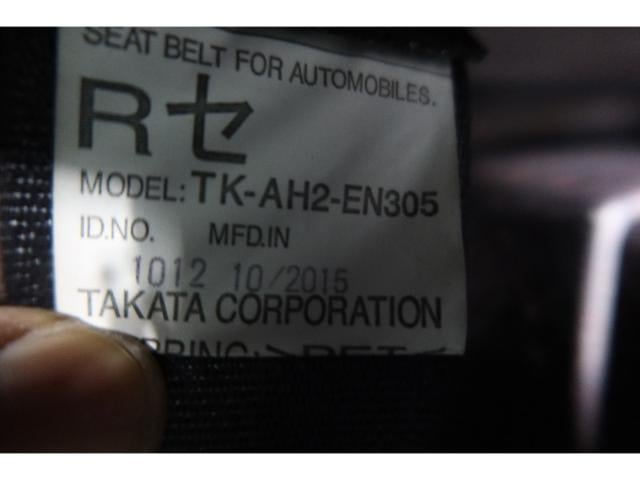 SEAT BELT FOR AUTOMOBILES.
Rセ
MODEL: TK-AH2-EN305
ID.NO. MFD.IN
1012 10/2015
TAKATA CORPORATION
>PET<